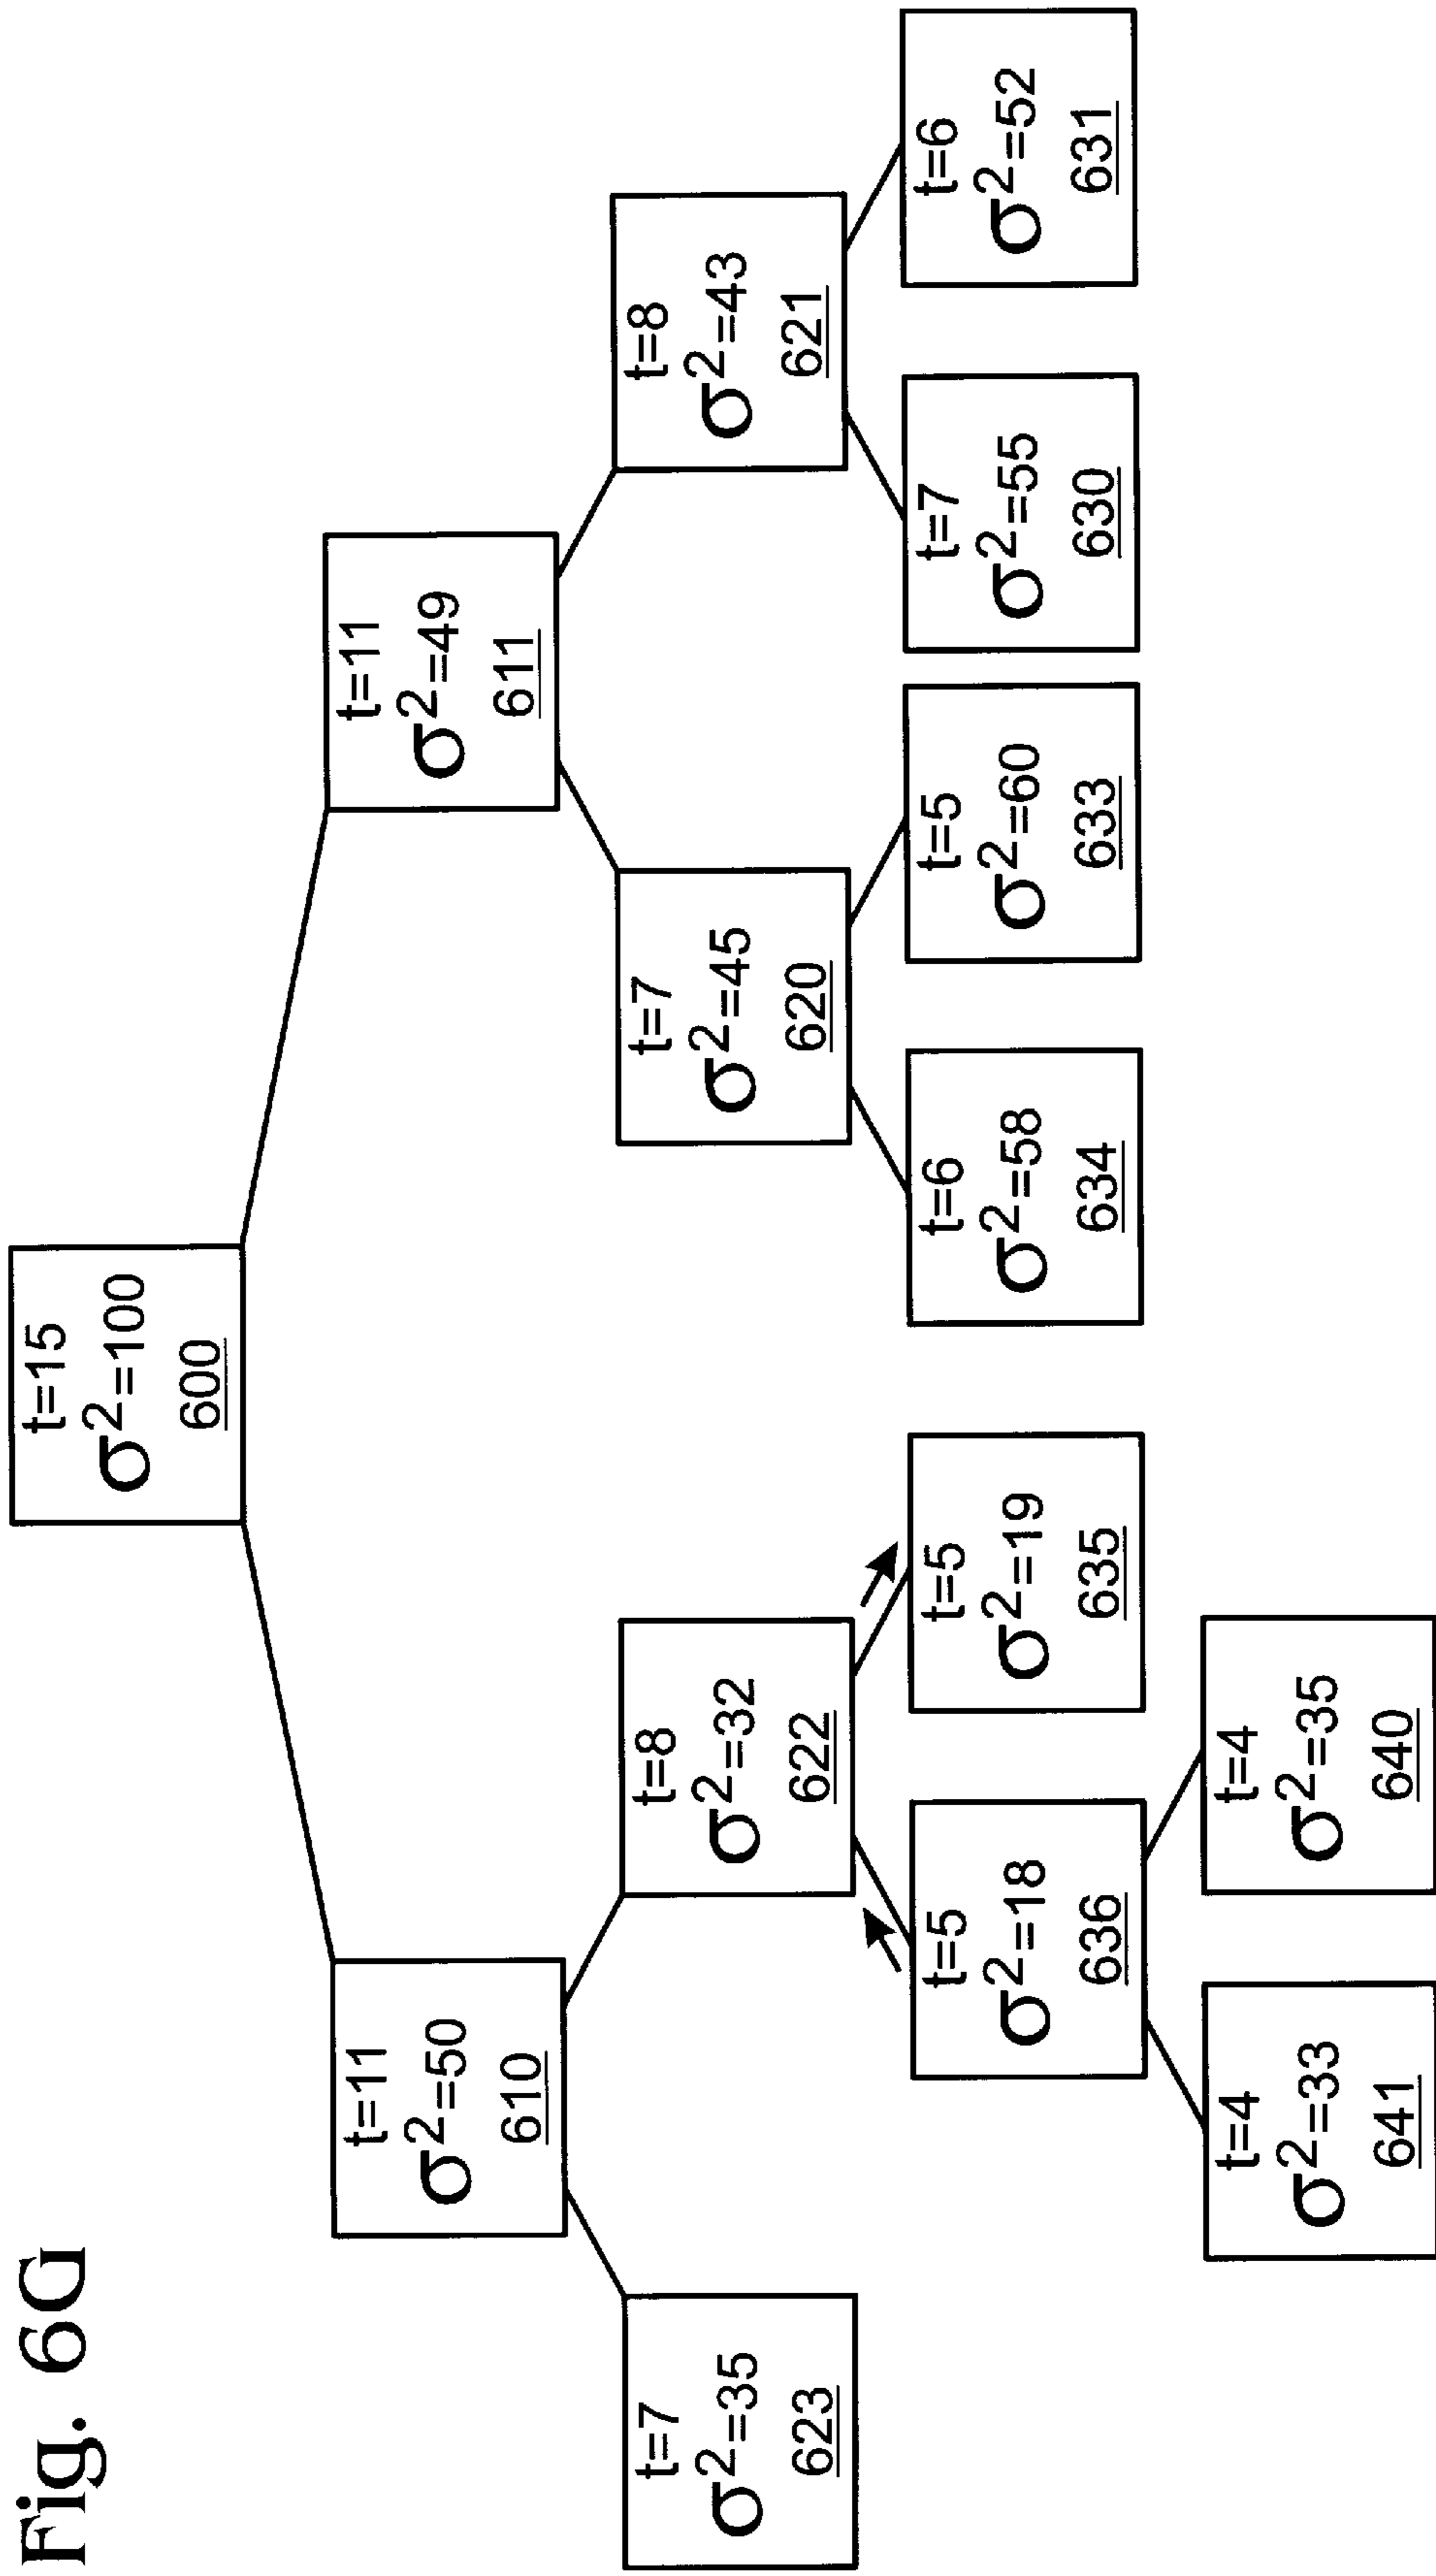 Fig. 6G
t=15
σ²=100
600
t=11
σ²=50
610
t=11
σ²=49
611
t=7
σ²=35
623
t=8
σ²=32
622
t=7
σ²=45
620
t=8
σ²=43
621
t=5
σ²=18
636
t=5
σ²=19
635
t=6
σ²=58
634
t=5
σ²=60
633
t=7
σ²=55
630
t=6
σ²=52
631
t=4
σ²=33
641
t=4
σ²=35
640